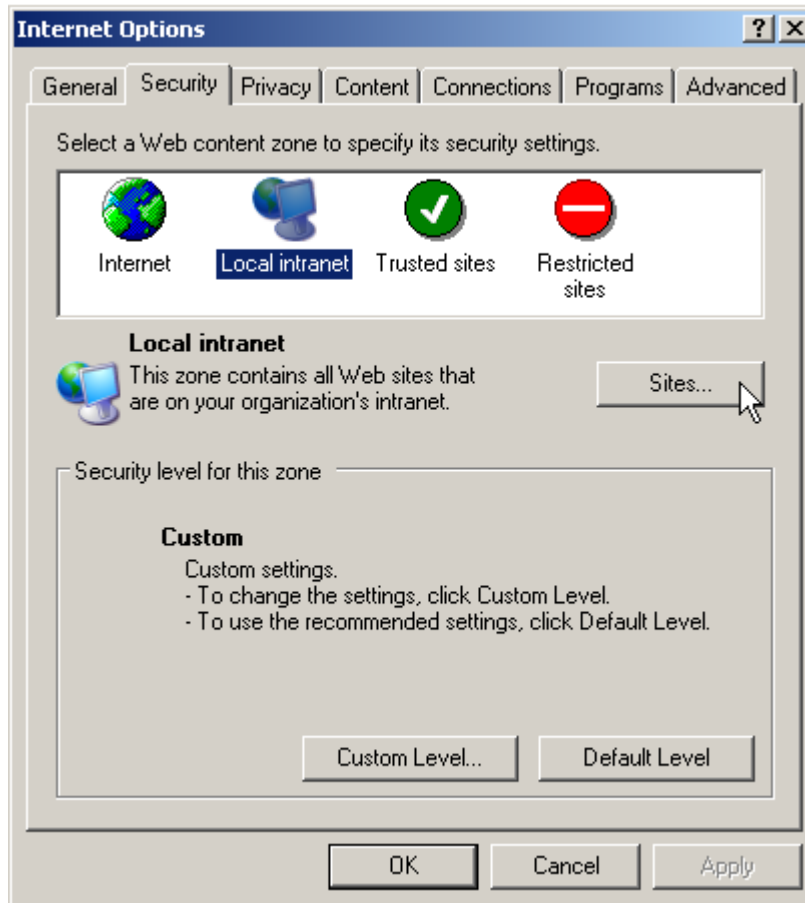 Internet Options
General Security Privacy Content Connections Programs Advanced
Select a Web content zone to specify its security settings.
Internet Local intranet Trusted sites Restricted
sites
Local intranet
This zone contains all Web sites that
are on your organization's intranet.
Sites...
Security level for this zone
Custom
Custom settings.
- To change the settings, click Custom Level.
- To use the recommended settings, click Default Level.
Custom Level... Default Level
OK Cancel Apply